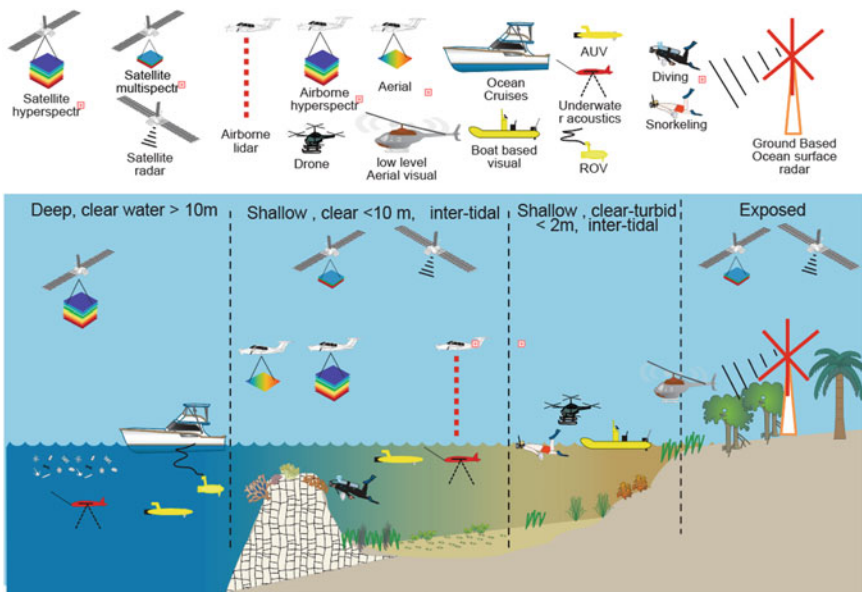 Satellite
hyperspectr
Satellite
multispectr
Satellite
radar
Airborne
lidar
Airborne
hyperspectr
Drone
Aerial
low level
Aerial visual
Ocean
Cruises
Boat based
visual
AUV
Underwate
r acoustics
ROV
Diving
Snorkeling
Ground Based
Ocean surface
radar
Deep, clear water > 10m
Shallow , clear <10 m, inter-tidal
Shallow , clear-turbid
< 2m, inter-tidal
Exposed